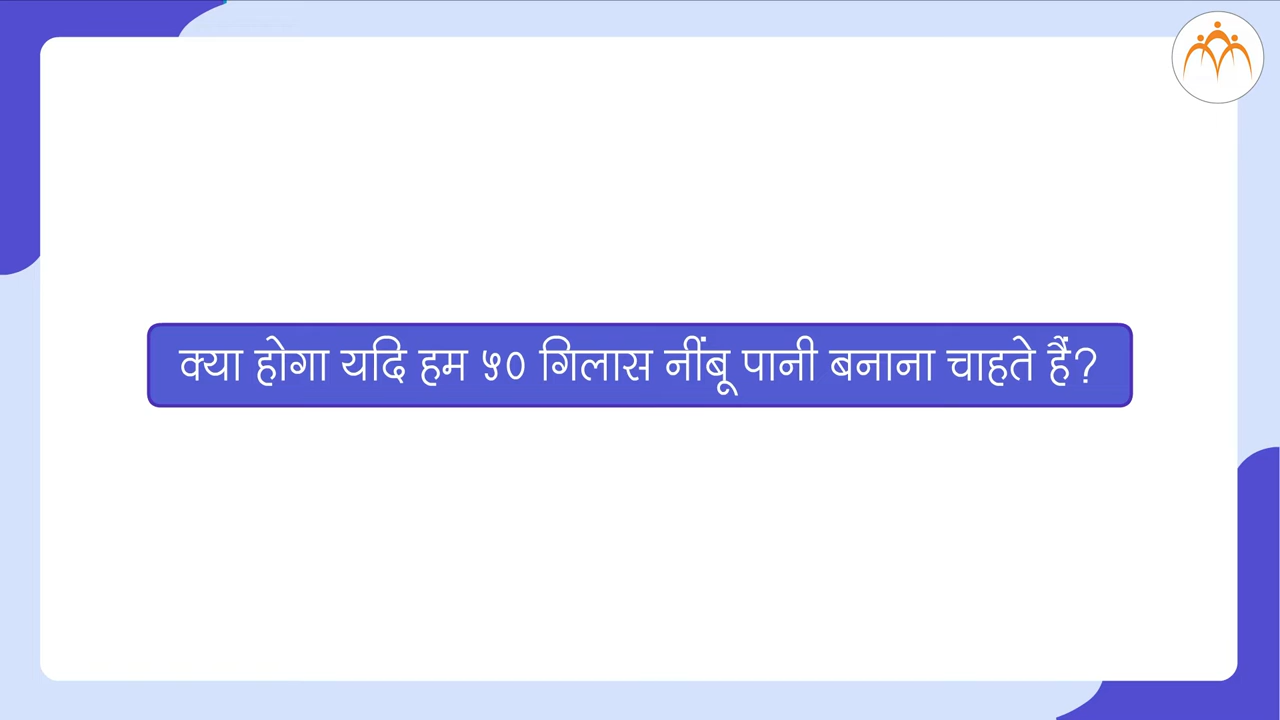 क्या होगा यदि हम ५० गिलास नींबू पानी बनाना चाहते हैं?